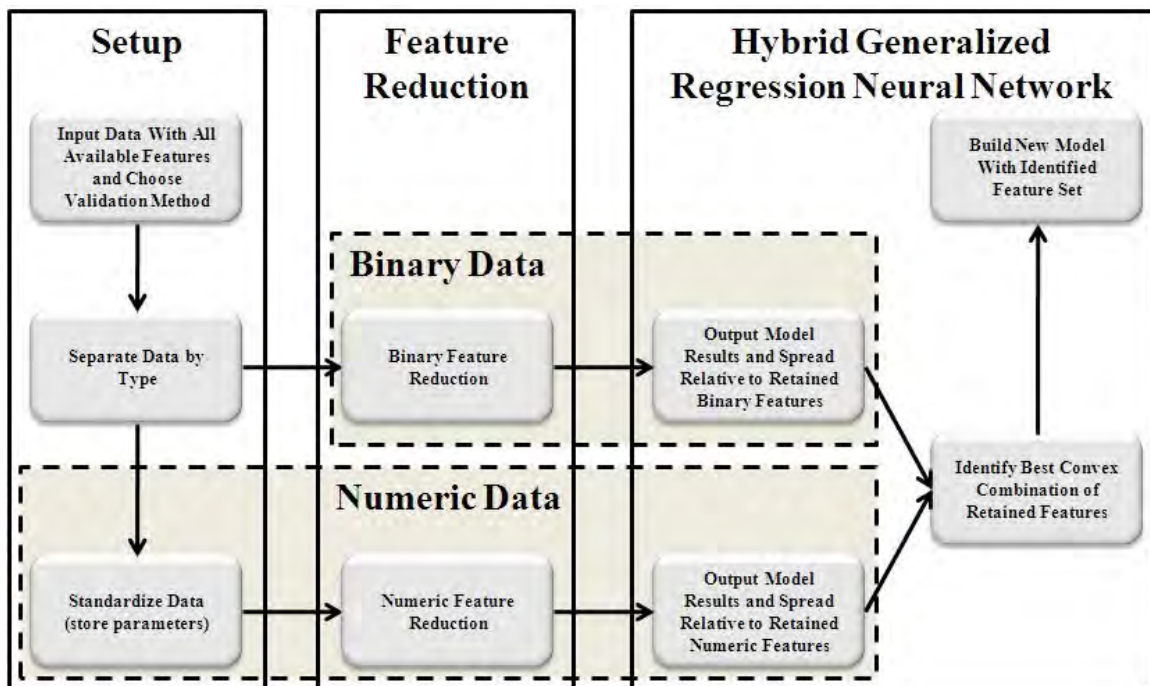 Setup
Input Data With All
Available Features
and Choose
Validation Method
Separate Data by
Type
Standardize Data
(store parameters)
Feature
Reduction
Binary Data
Binary Feature
Reduction
Numeric Data
Numeric Feature
Reduction
Hybrid Generalized
Regression Neural Network
Output Model
Results and Spread
Relative to Retained
Binary Features
Output Model
Results and Spread
Relative to Retained
Numeric Features
Identify Best Convex
Combination of
Retained Features
Build New Model
With Identified
Feature Set